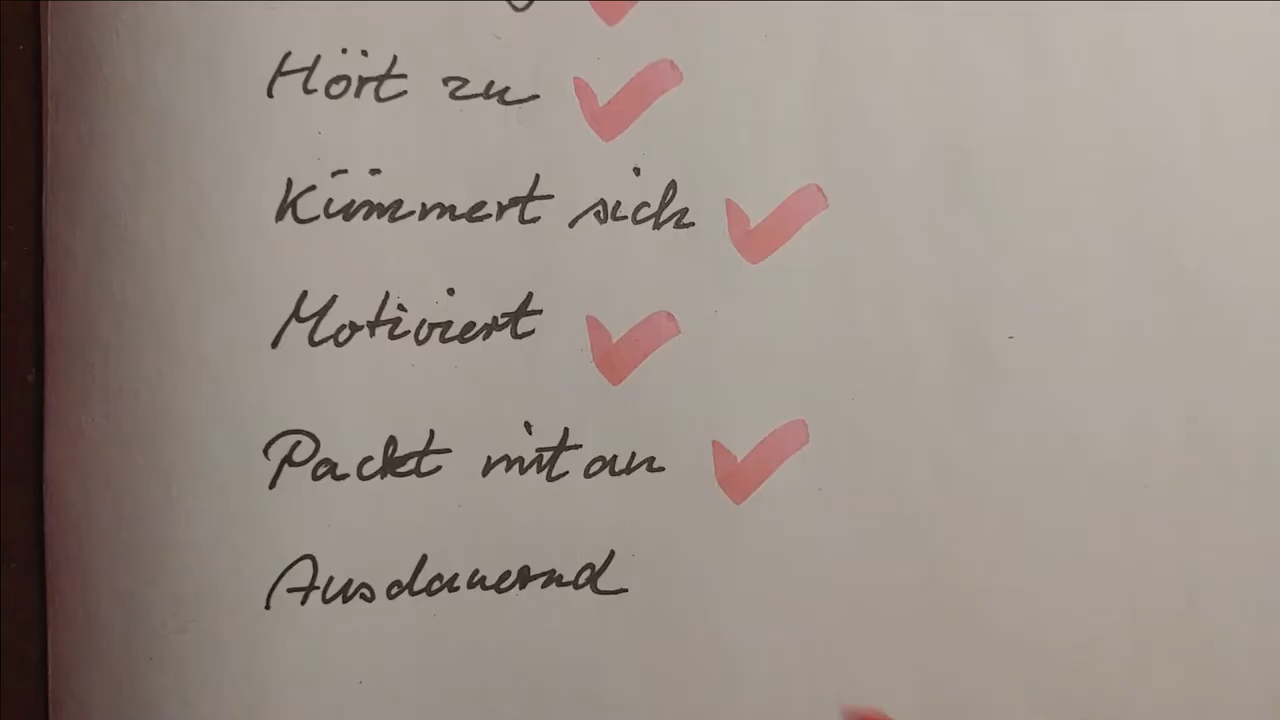 Hört zu
Kümmert sich
Motiviert
Packt mit an
Ausdauernd